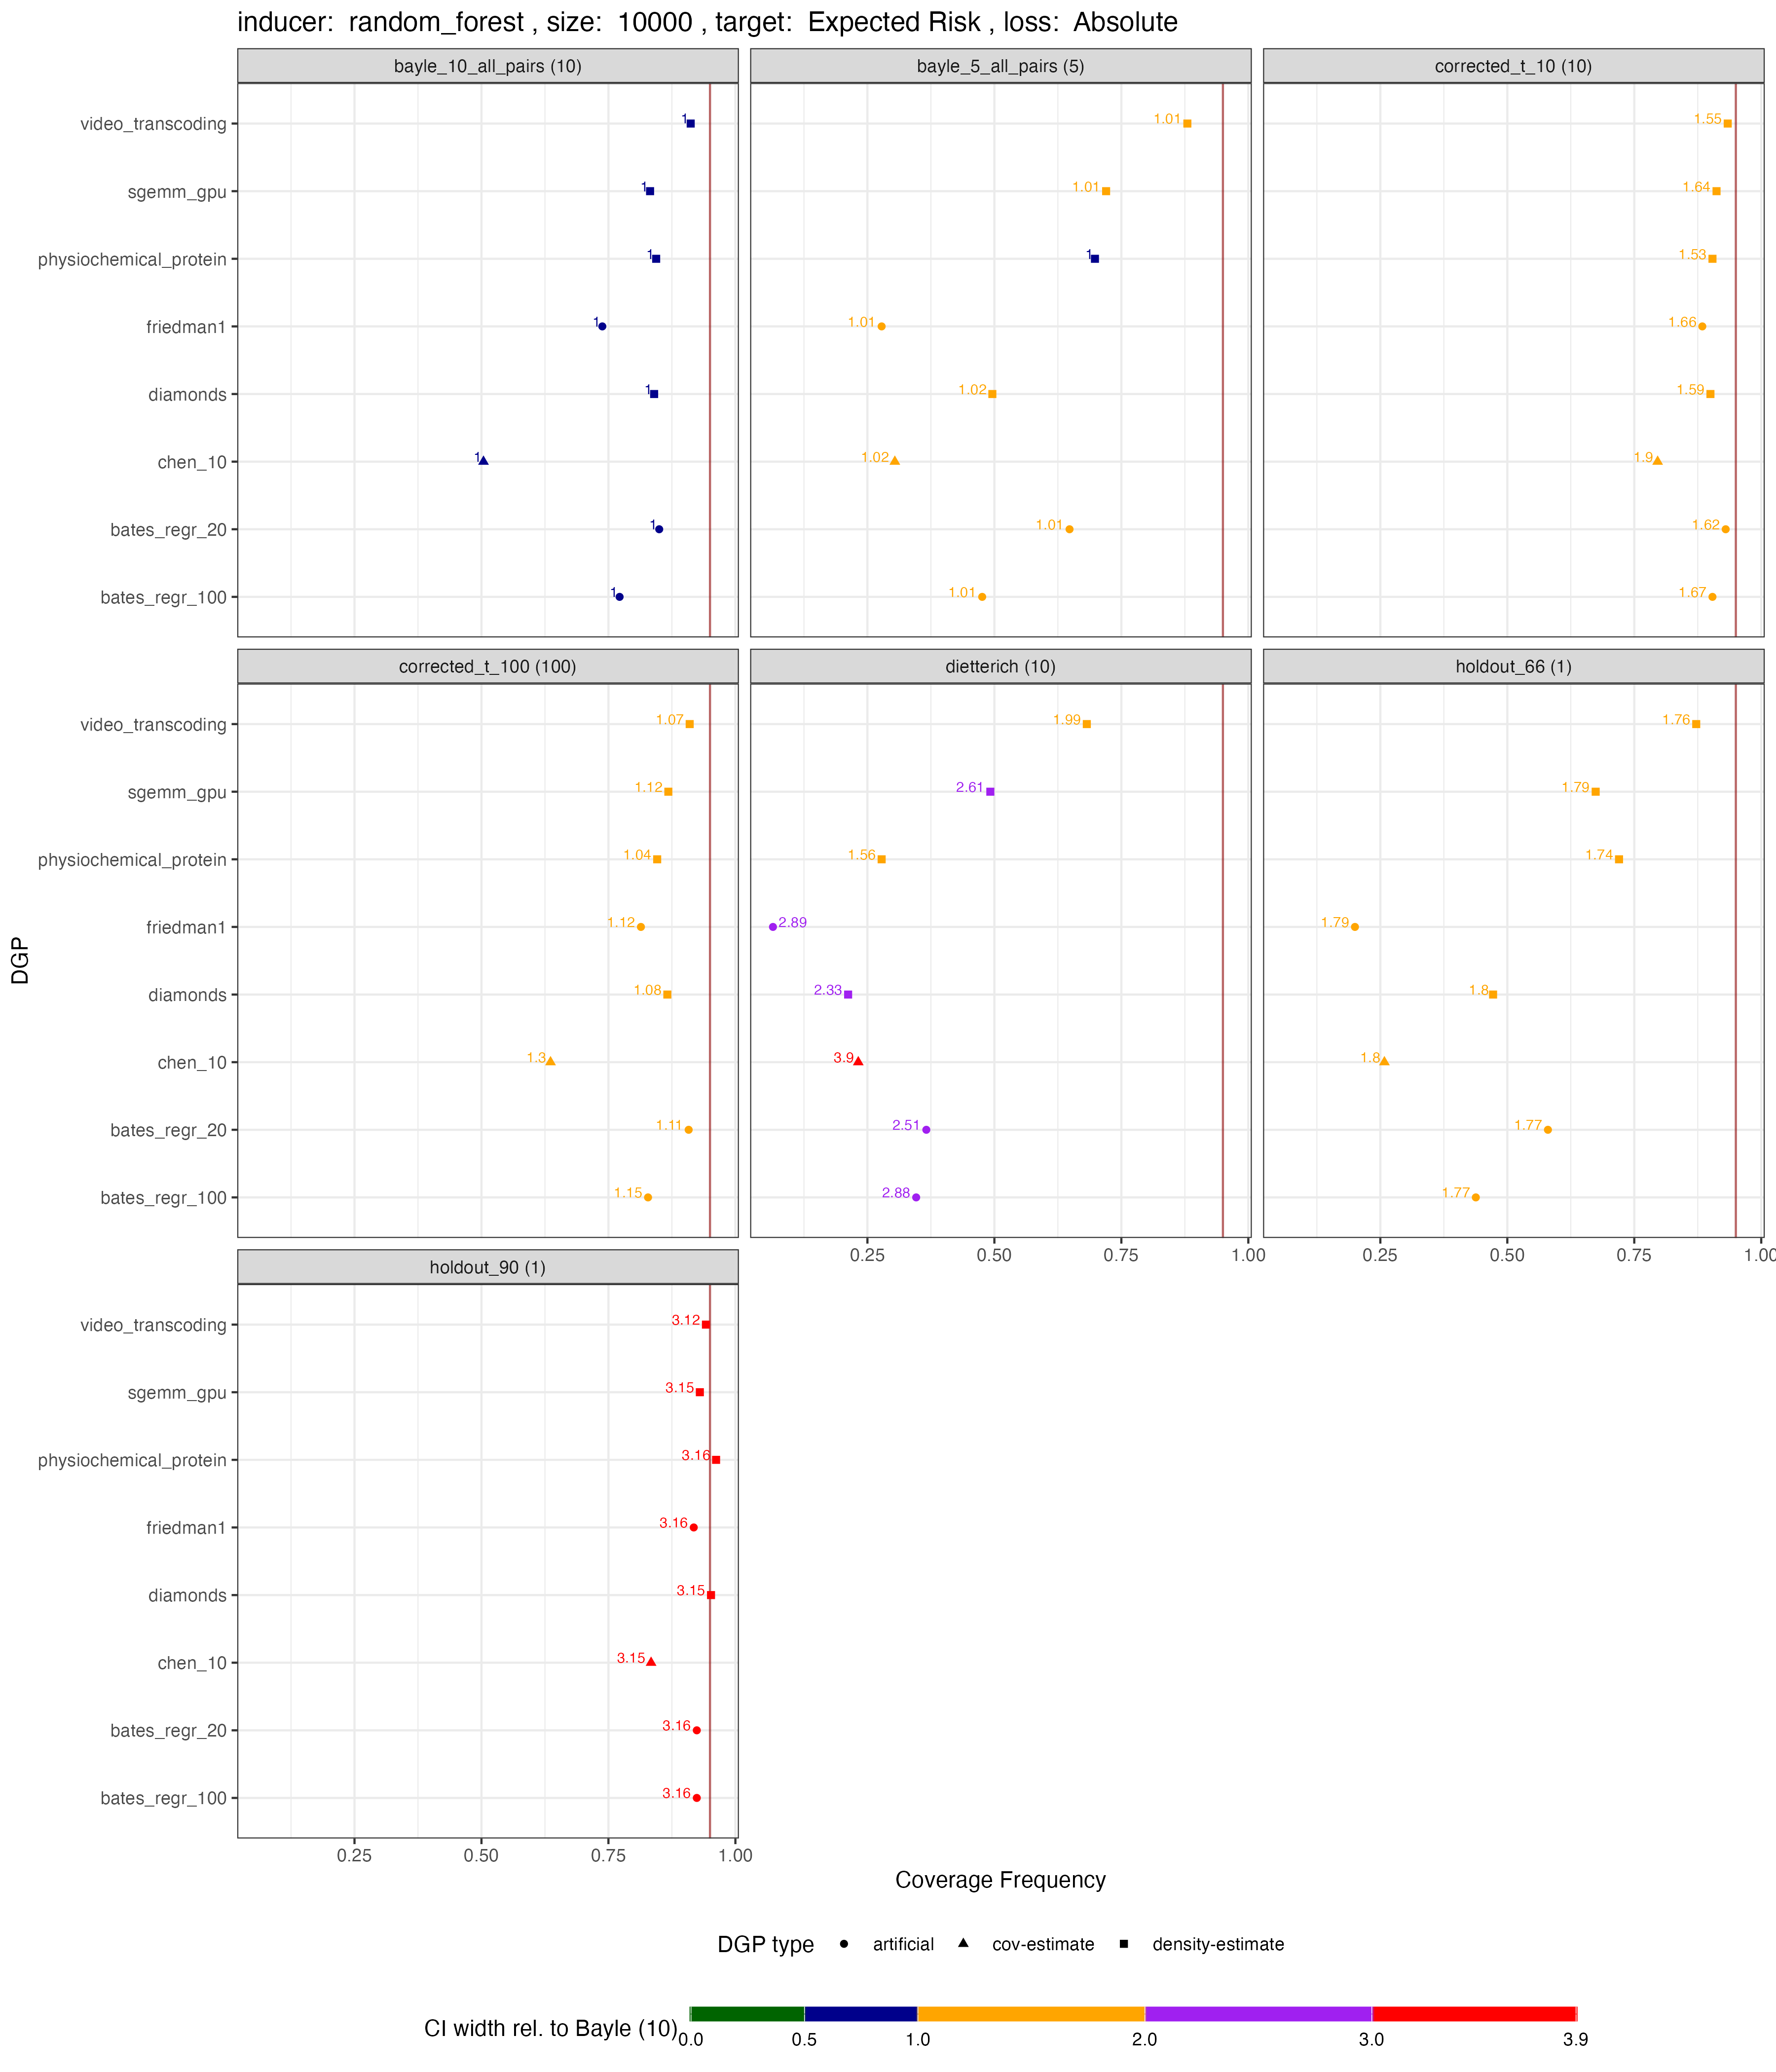 inducer:  random_forest , size:  10000 , target:  Expected Risk , loss:  Absolute
bayle_10_all_pairs (10)
bayle_5_all_pairs (5)
corrected_t_10 (10)
video_transcoding 1 1.01 1.55
sgemm_gpu 1 1.01 1.64
physiochemical_protein 1 1 1.53
friedman1 1 1.01 1.66
diamonds 1 1.02 1.59
chen_10 1 1.02 1.9
bates_regr_20 1 1.01 1.62
bates_regr_100 1 1.01 1.67
corrected_t_100 (100)
dietterich (10)
holdout_66 (1)
video_transcoding 1.07 1.99 1.76
sgemm_gpu 1.12 2.61 1.79
physiochemical_protein 1.04 1.56 1.74
friedman1 1.12 2.89 1.79
diamonds 1.08 2.33 1.8
chen_10 1.3 3.9 1.8
bates_regr_20 1.11 2.51 1.77
bates_regr_100 1.15 2.88 1.77
0.25 0.50 0.75 1.00
0.25 0.50 0.75 1.00
DGP
holdout_90 (1)
video_transcoding 3.12
sgemm_gpu 3.15
physiochemical_protein 3.16
friedman1 3.16
diamonds 3.15
chen_10 3.15
bates_regr_20 3.16
bates_regr_100 3.16
0.25 0.50 0.75 1.00
Coverage Frequency
DGP type artificial cov-estimate density-estimate
CI width rel. to Bayle (10)
0.0 0.5 1.0 2.0 3.0 3.9